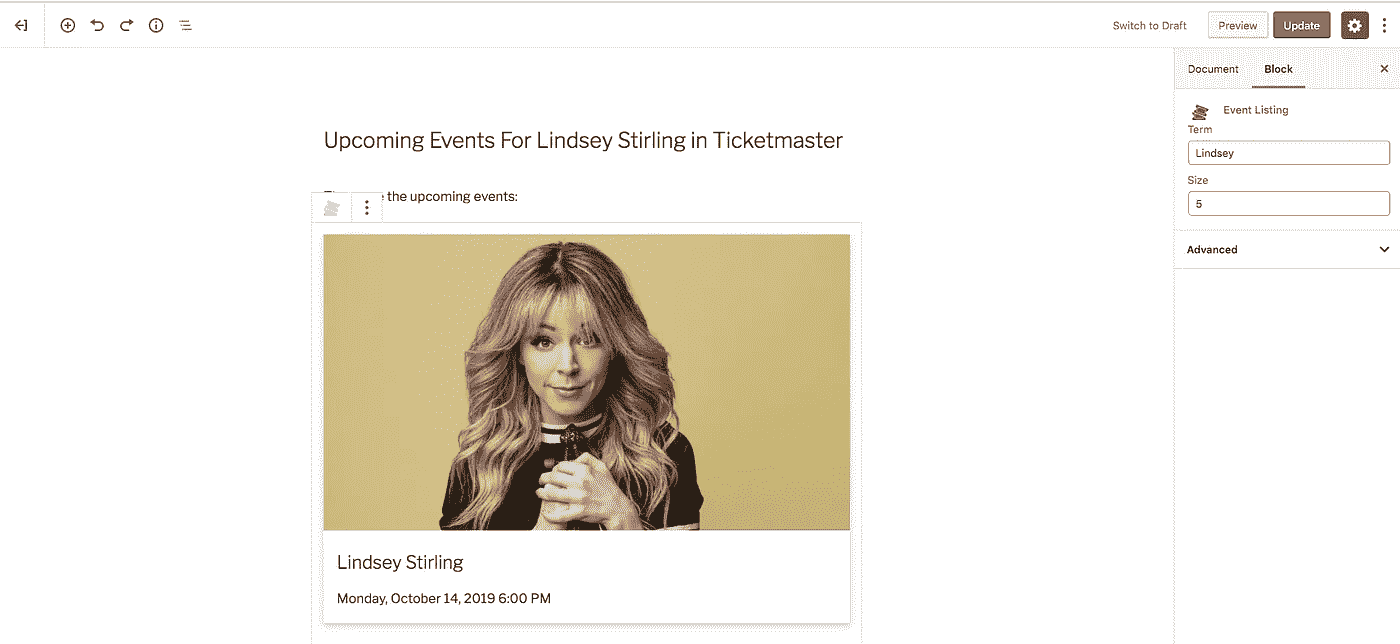 Switch to Draft
Preview
Update
Document
Block
Event Listing
Term
Lindsey
Size
5
Advanced
Upcoming Events For Lindsey Stirling in Ticketmaster
the upcoming events:
Lindsey Stirling
Monday, October 14, 2019 6:00 PM